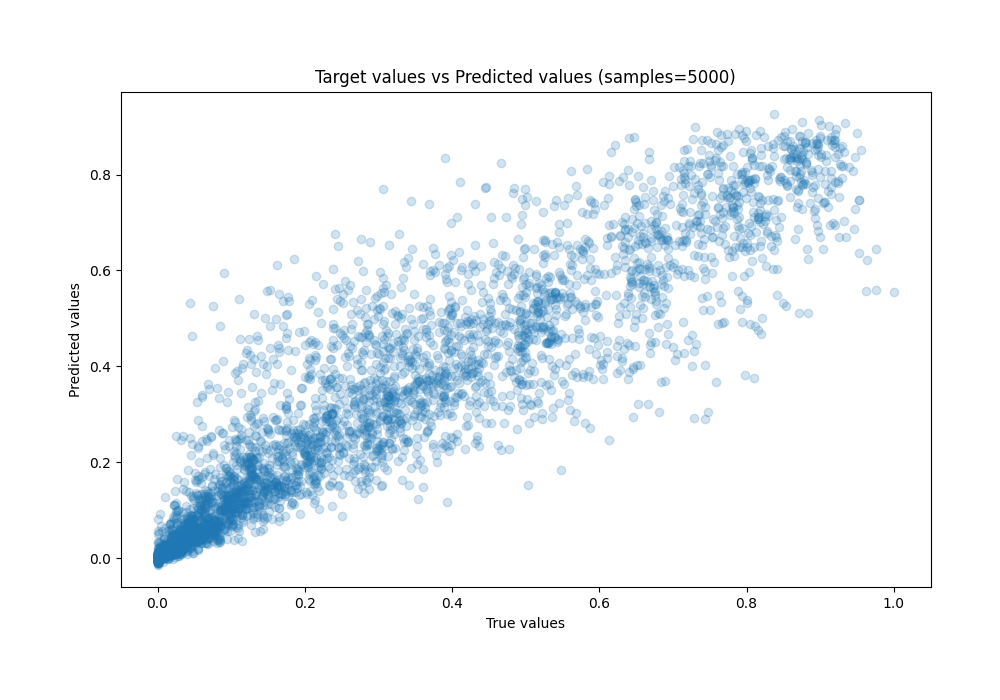 Target values vs Predicted values (samples=5000)
Predicted values
0.8
0.6
0.4
0.2
0.0
0.0 0.2 0.4 0.6 0.8 1.0
True values